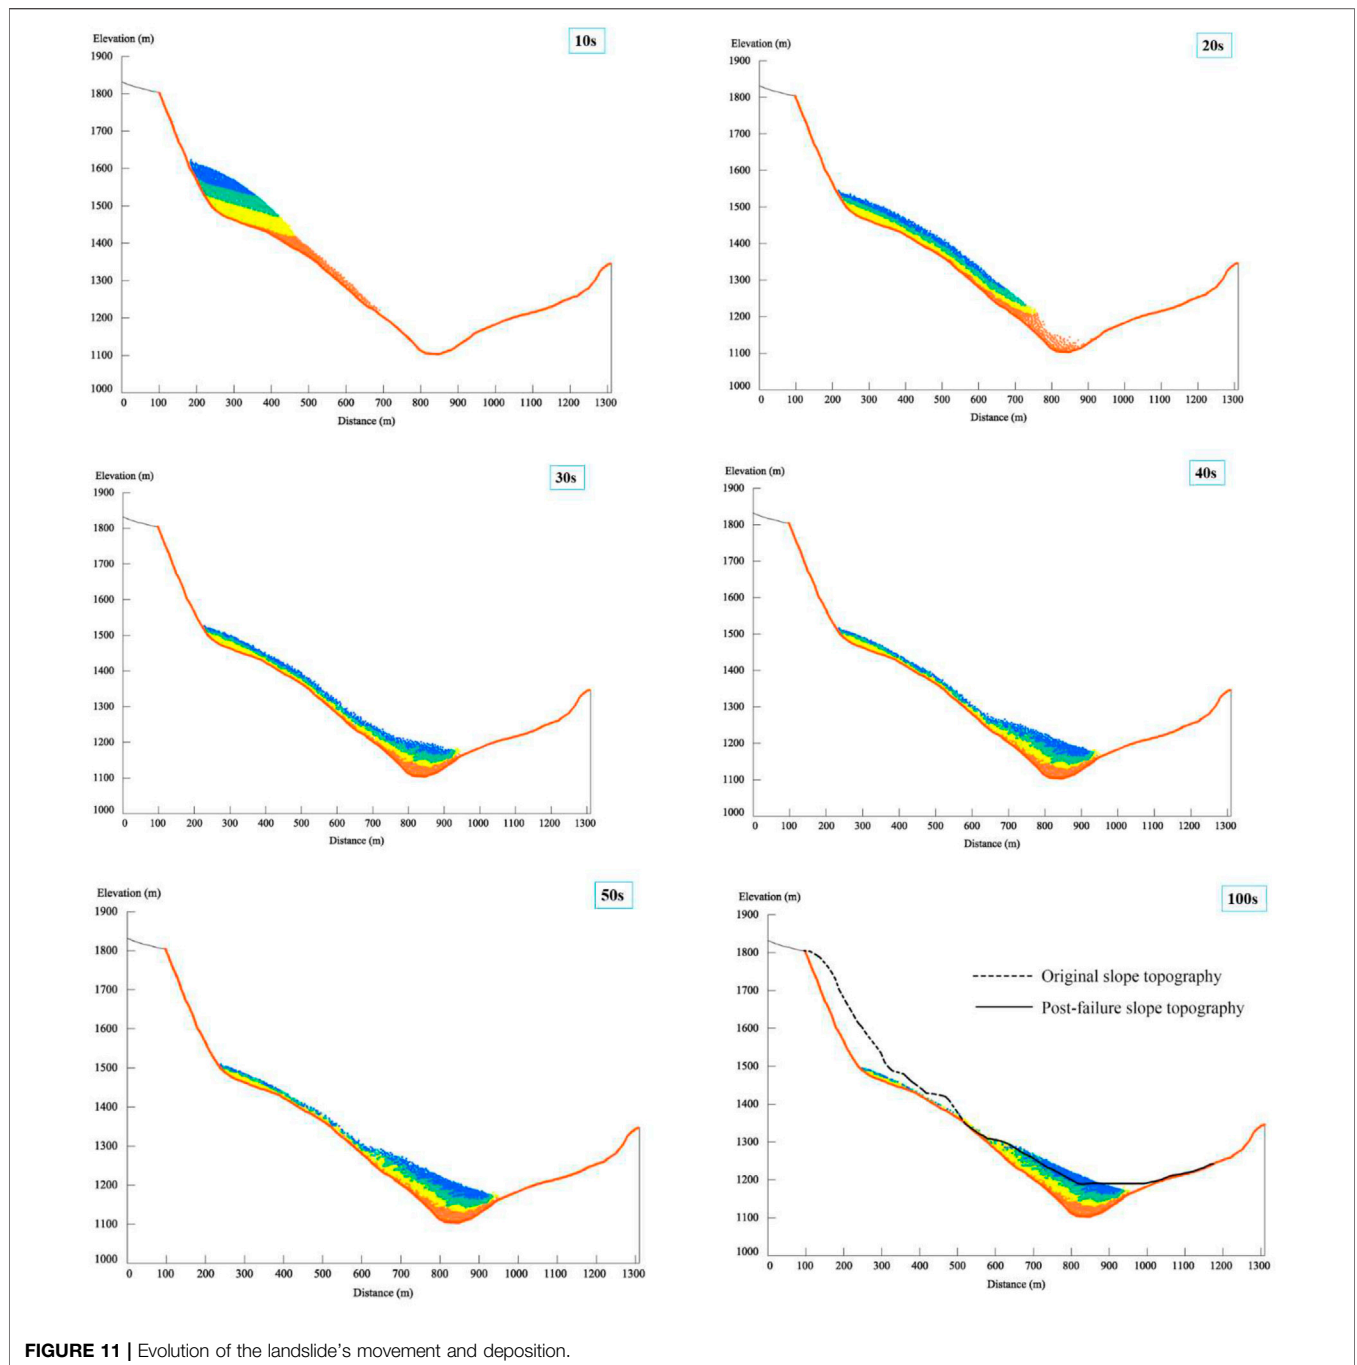 Elevation (m)
10s
1900
1800
1700
1600
1500
1400
1300
1200
1100
1000
0 100 200 300 400 500 600 700 800 900 1000 1100 1200 1300
Distance (m)
Elevation (m)
20s
1900
1800
1700
1600
1500
1400
1300
1200
1100
1000
0 100 200 300 400 500 600 700 800 900 1000 1100 1200 1300
Distance (m)
Elevation (m)
30s
1900
1800
1700
1600
1500
1400
1300
1200
1100
1000
0 100 200 300 400 500 600 700 800 900 1000 1100 1200 1300
Distance (m)
Elevation (m)
40s
1900
1800
1700
1600
1500
1400
1300
1200
1100
1000
0 100 200 300 400 500 600 700 800 900 1000 1100 1200 1300
Distance (m)
Elevation (m)
50s
1900
1800
1700
1600
1500
1400
1300
1200
1100
1000
0 100 200 300 400 500 600 700 800 900 1000 1100 1200 1300
Distance (m)
Elevation (m)
100s
1900
1800
1700
1600
1500
1400
1300
1200
1100
1000
Original slope topography
Post-failure slope topography
0 100 200 300 400 500 600 700 800 900 1000 1100 1200 1300
Distance (m)
FIGURE 11 | Evolution of the landslide's movement and deposition.